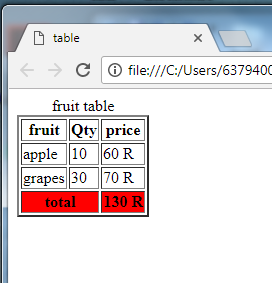 table
file:///C:/Users/6379400
fruit table
fruit Qty price
apple 10 60 R
grapes 30 70 R
total 130 R